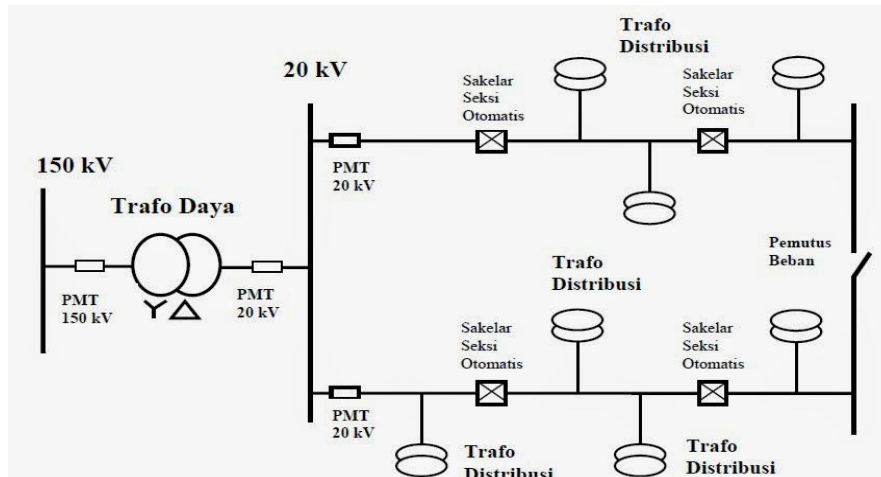 Trafo
Distribusi
20 kV
Sakelar
Seksi
Otomatis
Sakelar
Seksi
Otomatis
PMT
20 kV
150 kV
Trafo Daya
PMT
150 kV
PMT
20 kV
Pemutus
Beban
Trafo
Distribusi
Sakelar
Seksi
Otomatis
Sakelar
Seksi
Otomatis
PMT
20 kV
Trafo
Distribusi
Trafo
Distribusi